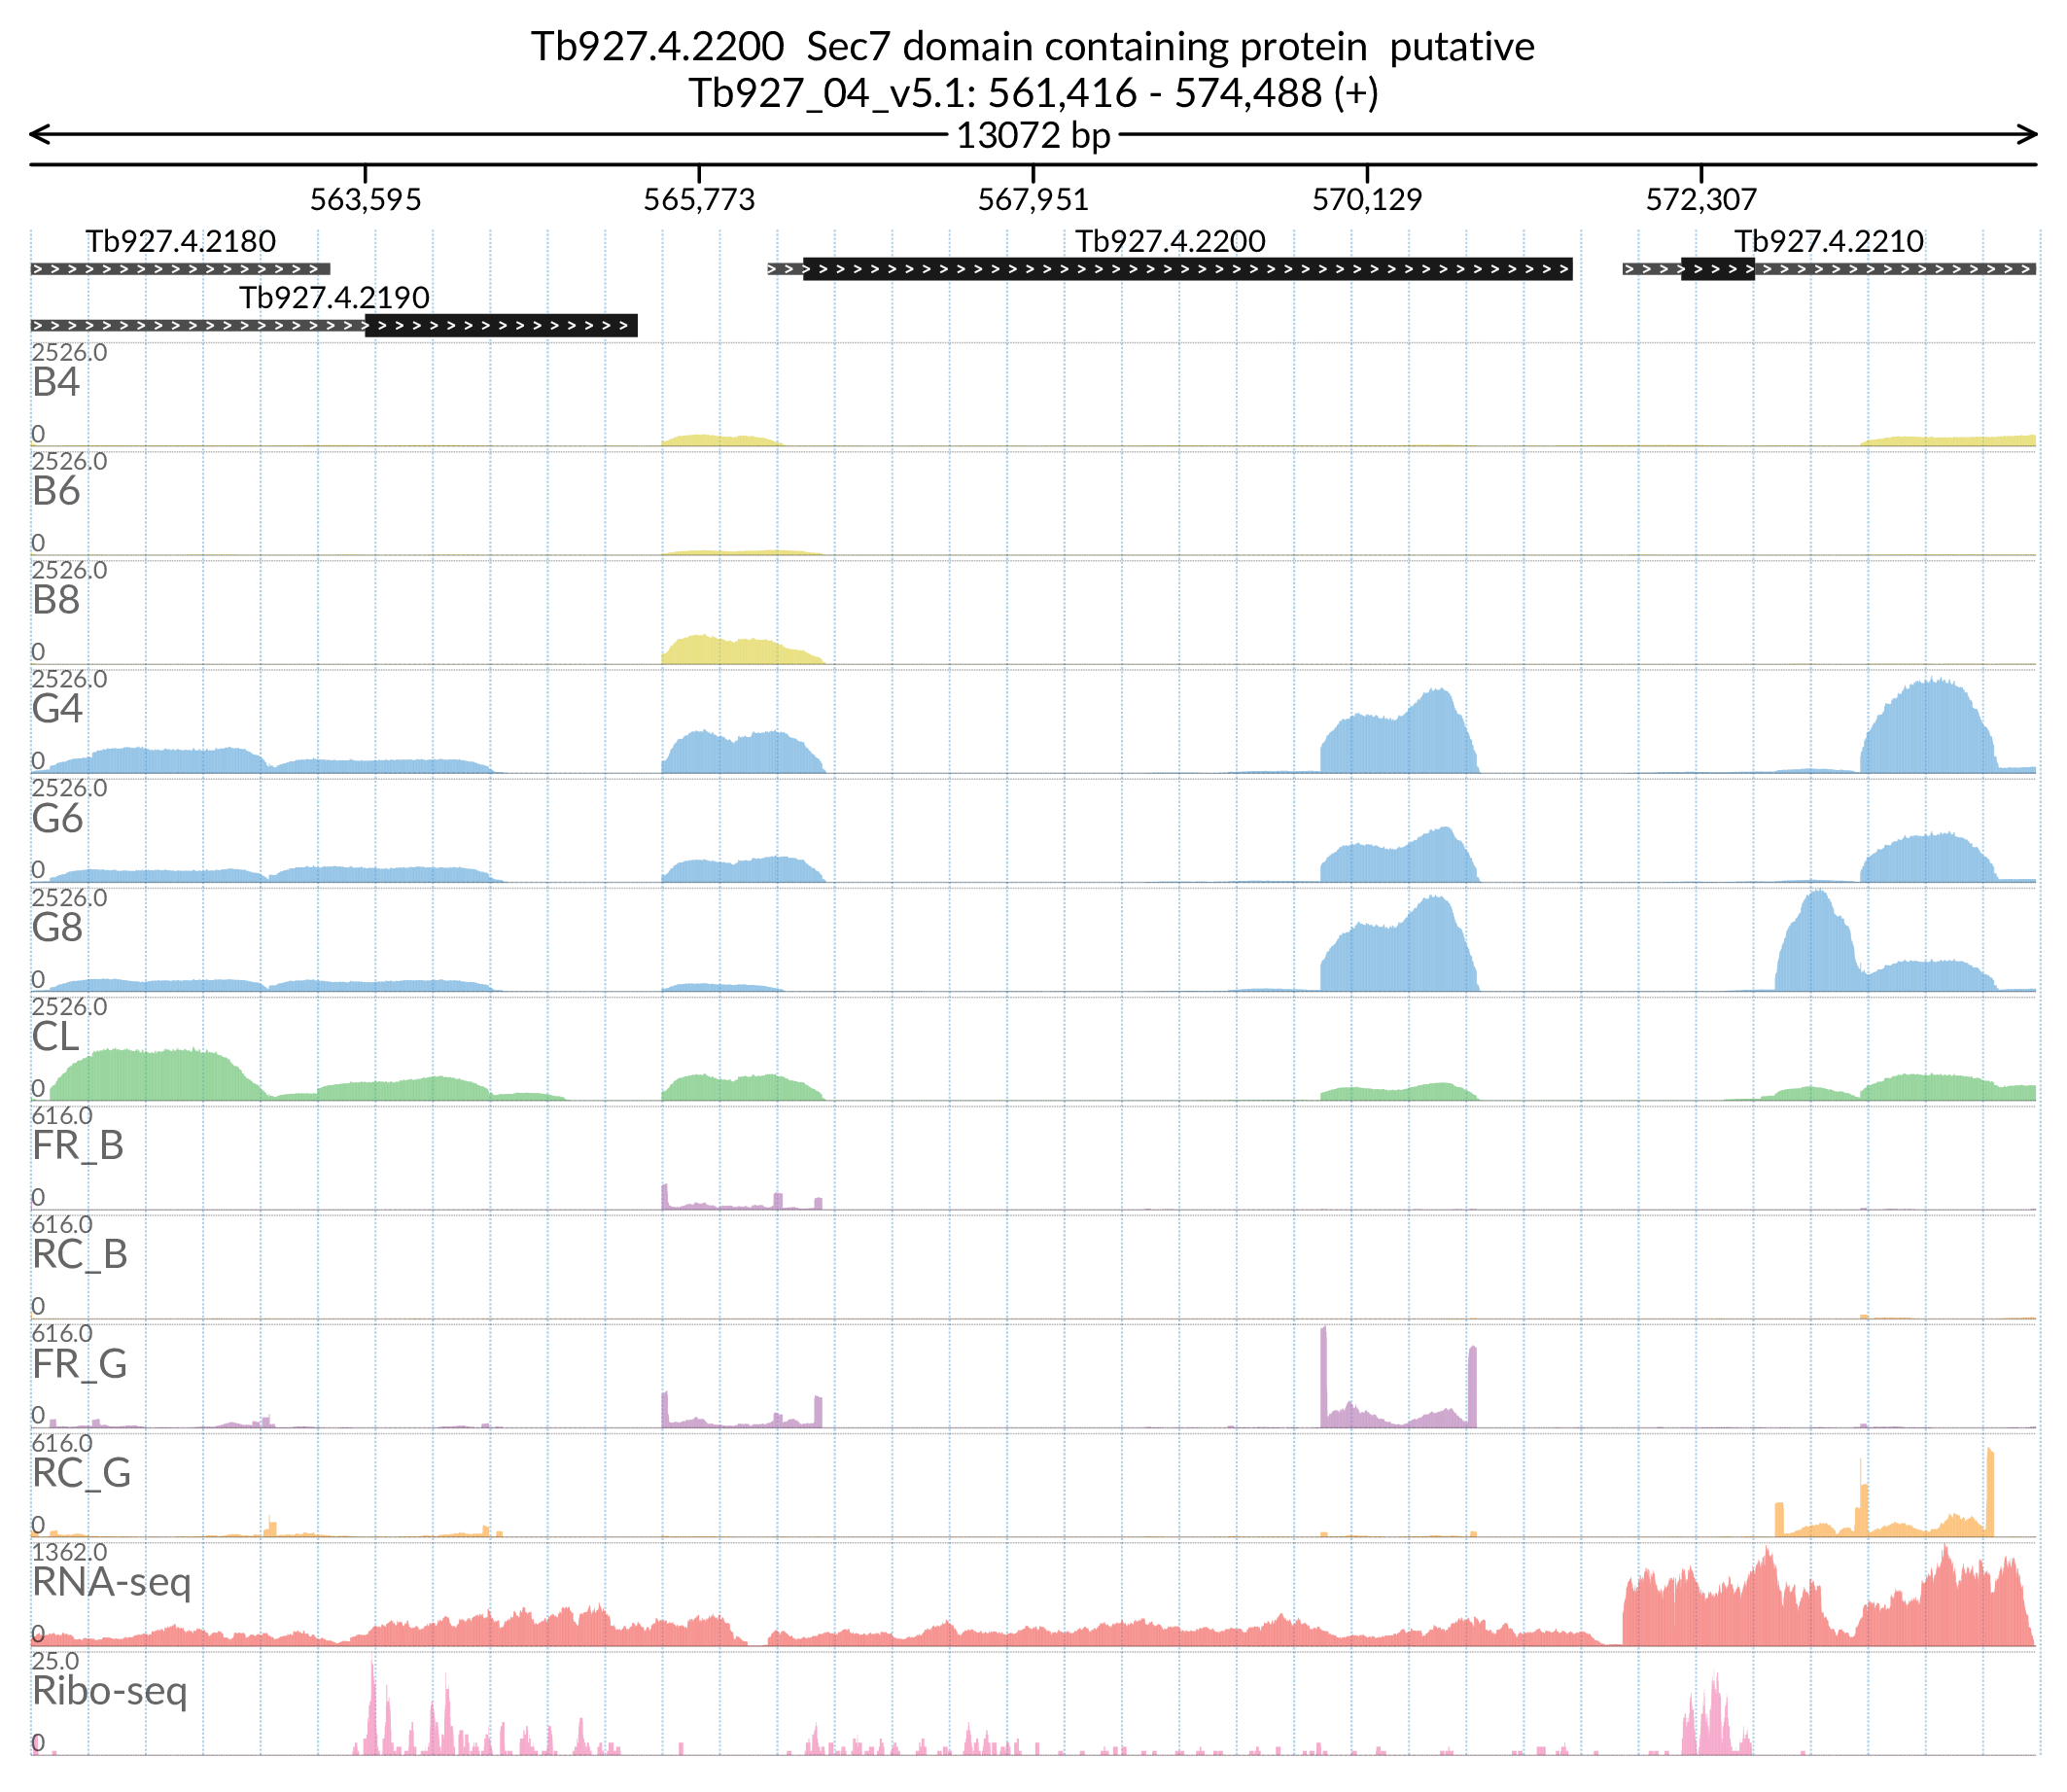 Tb927.4.2200  Sec7 domain containing protein  putative
Tb927_04_v5.1: 561,416 - 574,488 (+)
13072 bp
563,595 565,773 567,951 570,129 572,307
Tb927.4.2180 Tb927.4.2200 Tb927.4.2210
Tb927.4.2190
2526.0
B4
0
2526.0
B6
0
2526.0
B8
0
2526.0
G4
0
2526.0
G6
0
2526.0
G8
0
2526.0
CL
0
616.0
FR_B
0
616.0
RC_B
0
616.0
FR_G
0
616.0
RC_G
0
1362.0
RNA-seq
0
25.0
Ribo-seq
0